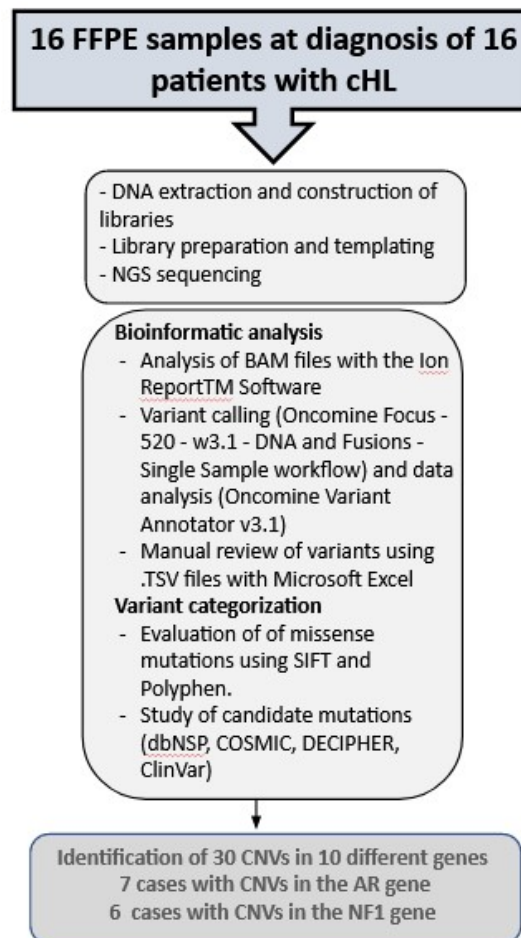 16 FFPE samples at diagnosis of 16
patients with cHL
- DNA extraction and construction of
libraries
- Library preparation and templating
- NGS sequencing
Bioinformatic analysis
- Analysis of BAM files with the Ion
ReportTM Software
- Variant calling (Oncomine Focus -
520 - w3.1 - DNA and Fusions -
Single Sample workflow) and data
analysis (Oncomine Variant
Annotator v3.1)
- Manual review of variants using
.TSV files with Microsoft Excel
Variant categorization
- Evaluation of of missense
mutations using SIFT and
Polyphen.
- Study of candidate mutations
(dbNSP, COSMIC, DECIPHER,
ClinVar)
Identification of 30 CNVs in 10 different genes
7 cases with CNVs in the AR gene
6 cases with CNVs in the NF1 gene